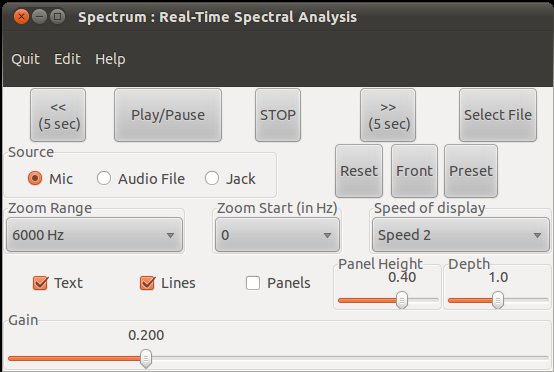 Spectrum : Real-Time Spectral Analysis
Quit Edit Help
<<
(5 sec)
Play/Pause
STOP
>>
(5 sec)
Select File
Source
Mic Audio File Jack
Reset Front Preset
Zoom Range Zoom Start (in Hz) Speed of display
6000 Hz 0 Speed 2
Text Lines Panels
Panel Height Depth
0.40 1.0
Gain
0.200